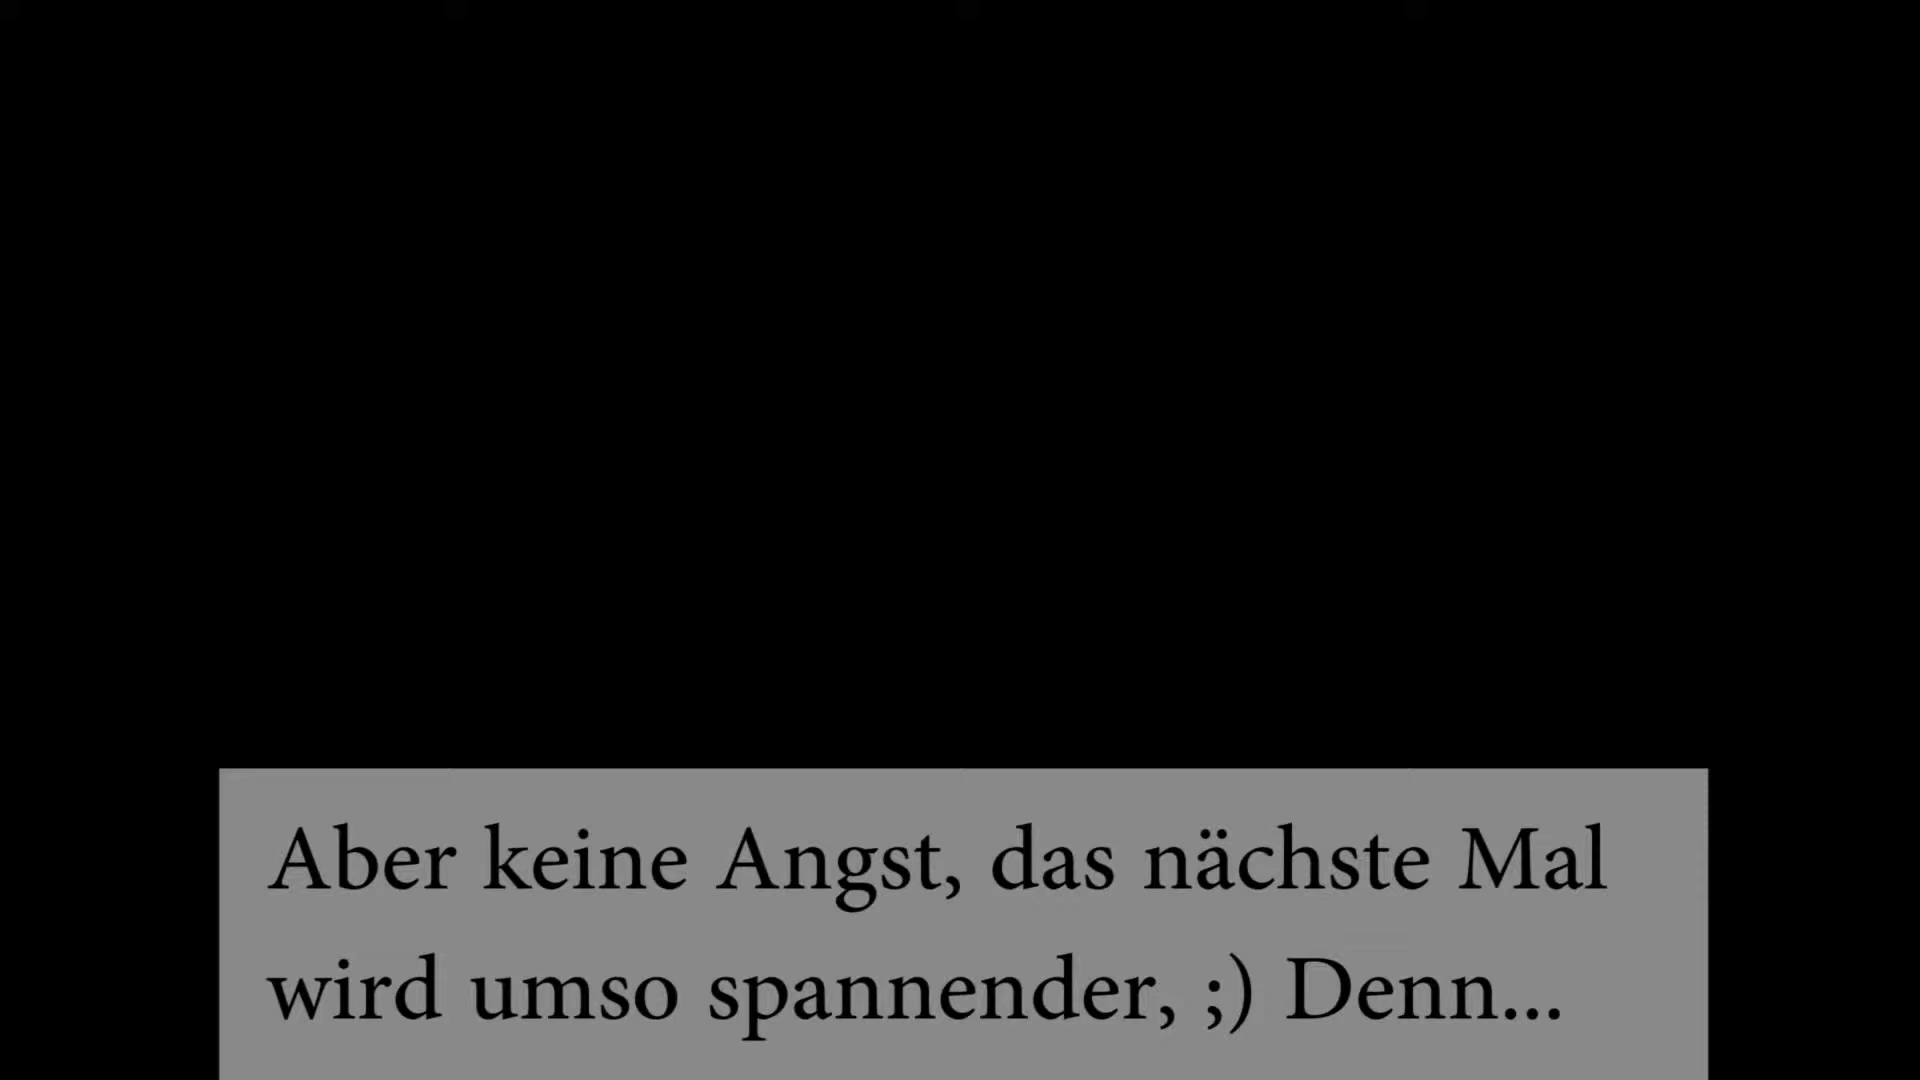 Aber keine Angst, das nächste Mal
wird umso spannender, ;) Denn...